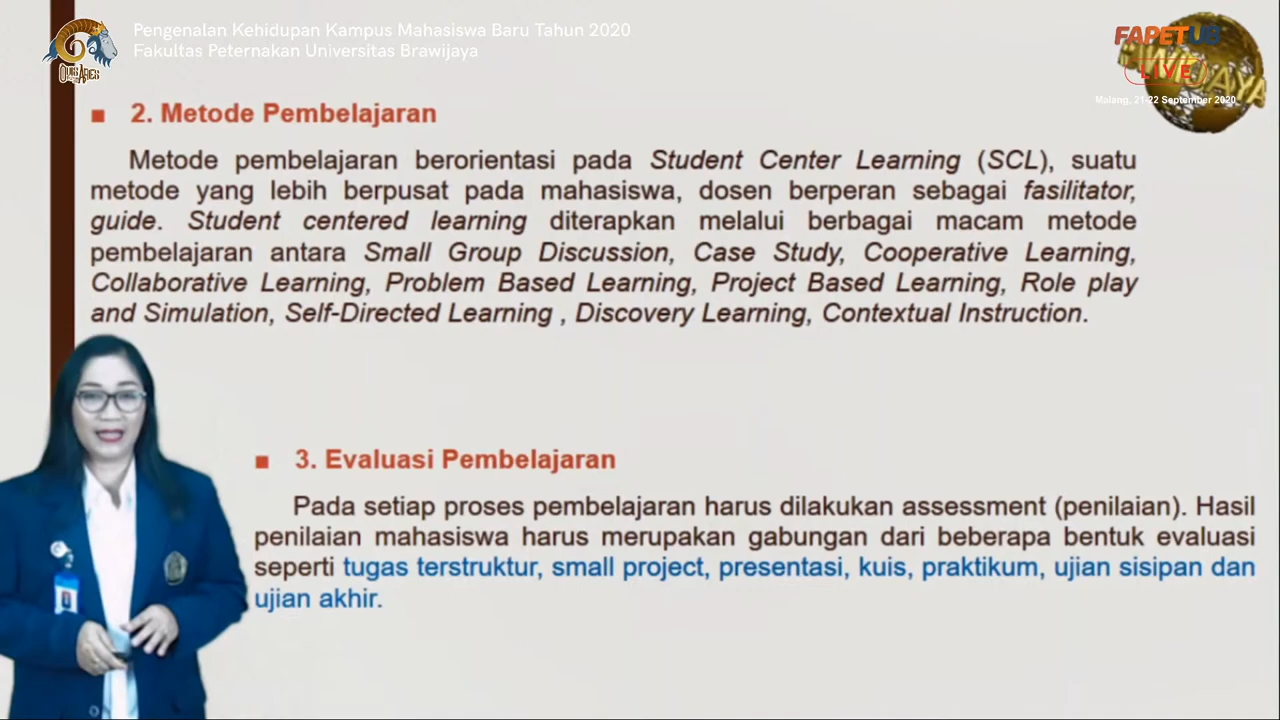 Pengenalan Kehidupan Kampus Mahasiswa Baru Tahun 2020
Fakultas Peternakan Universitas Brawijaya
FAPETUB
LIVE
Malang, 21-22 September 2020
■ 2. Metode Pembelajaran
Metode pembelajaran berorientasi pada Student Center Learning (SCL), suatu
metode yang lebih berpusat pada mahasiswa, dosen berperan sebagai fasilitator,
guide. Student centered learning diterapkan melalui berbagai macam metode
pembelajaran antara Small Group Discussion, Case Study, Cooperative Learning,
Collaborative Learning, Problem Based Learning, Project Based Learning, Role play
and Simulation, Self-Directed Learning , Discovery Learning, Contextual Instruction.
■ 3. Evaluasi Pembelajaran
Pada setiap proses pembelajaran harus dilakukan assessment (penilaian). Hasil
penilaian mahasiswa harus merupakan gabungan dari beberapa bentuk evaluasi
seperti tugas terstruktur, small project, presentasi, kuis, praktikum, ujian sisipan dan
ujian akhir.